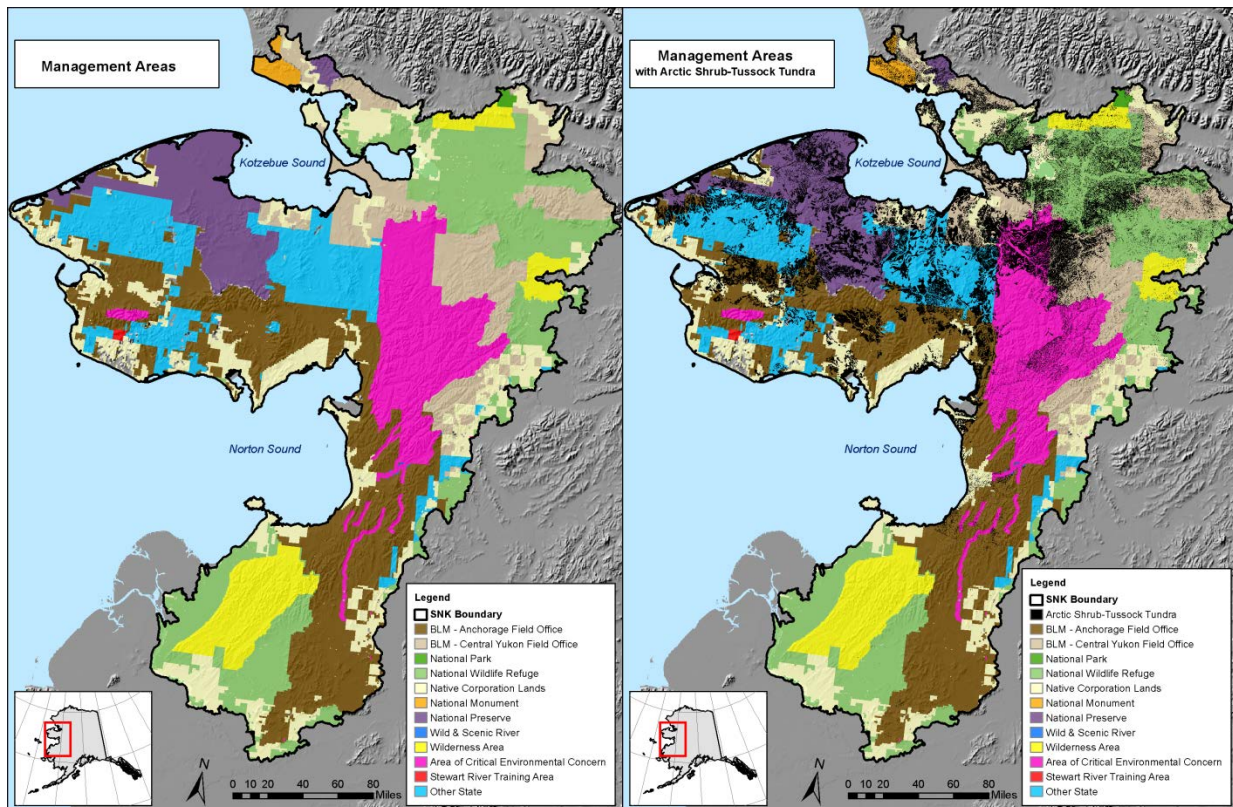 Management Areas
Kotzebue Sound
Norton Sound
Legend
SNK Boundary
BLM - Anchorage Field Office
BLM - Central Yukon Field Office
National Park
National Wildlife Refuge
Native Corporation Lands
National Monument
National Preserve
Wild & Scenic River
Wilderness Area
Area of Critical Environmental Concern
Stewart River Training Area
Other State
N
0 10 20 40 60 80
Miles
Management Areas
with Arctic Shrub-Tussock Tundra
Kotzebue Sound
Norton Sound
Legend
SNK Boundary
Arctic Shrub-Tussock Tundra
BLM - Anchorage Field Office
BLM - Central Yukon Field Office
National Park
National Wildlife Refuge
Native Corporation Lands
National Monument
National Preserve
Wild & Scenic River
Wilderness Area
Area of Critical Environmental Concern
Stewart River Training Area
Other State
N
0 10 20 40 60 80
Miles